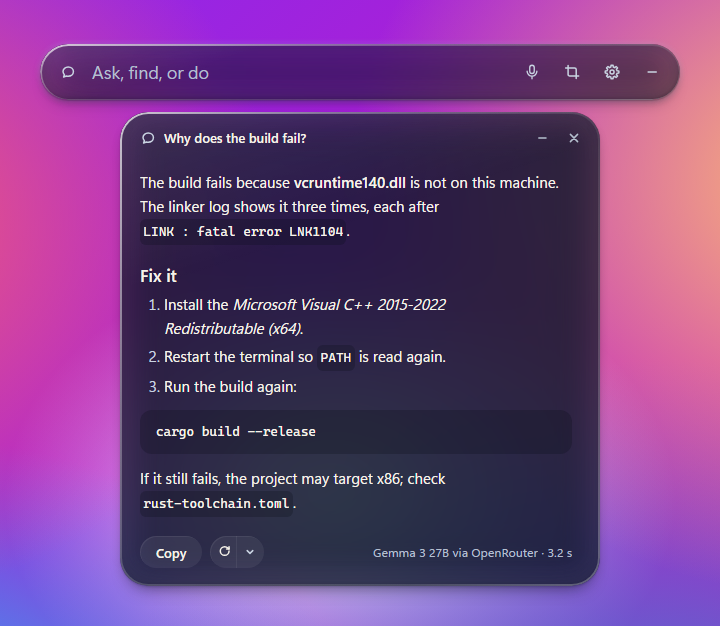 Ask, find, or do
Why does the build fail?
The build fails because vcruntime140.dll is not on this machine.
The linker log shows it three times, each after
LINK : fatal error LNK1104.
Fix it
1. Install the Microsoft Visual C++ 2015-2022
Redistributable (x64).
2. Restart the terminal so PATH is read again.
3. Run the build again:
cargo build --release
If it still fails, the project may target x86; check
rust-toolchain.toml.
Copy
Gemma 3 27B via OpenRouter · 3.2 s